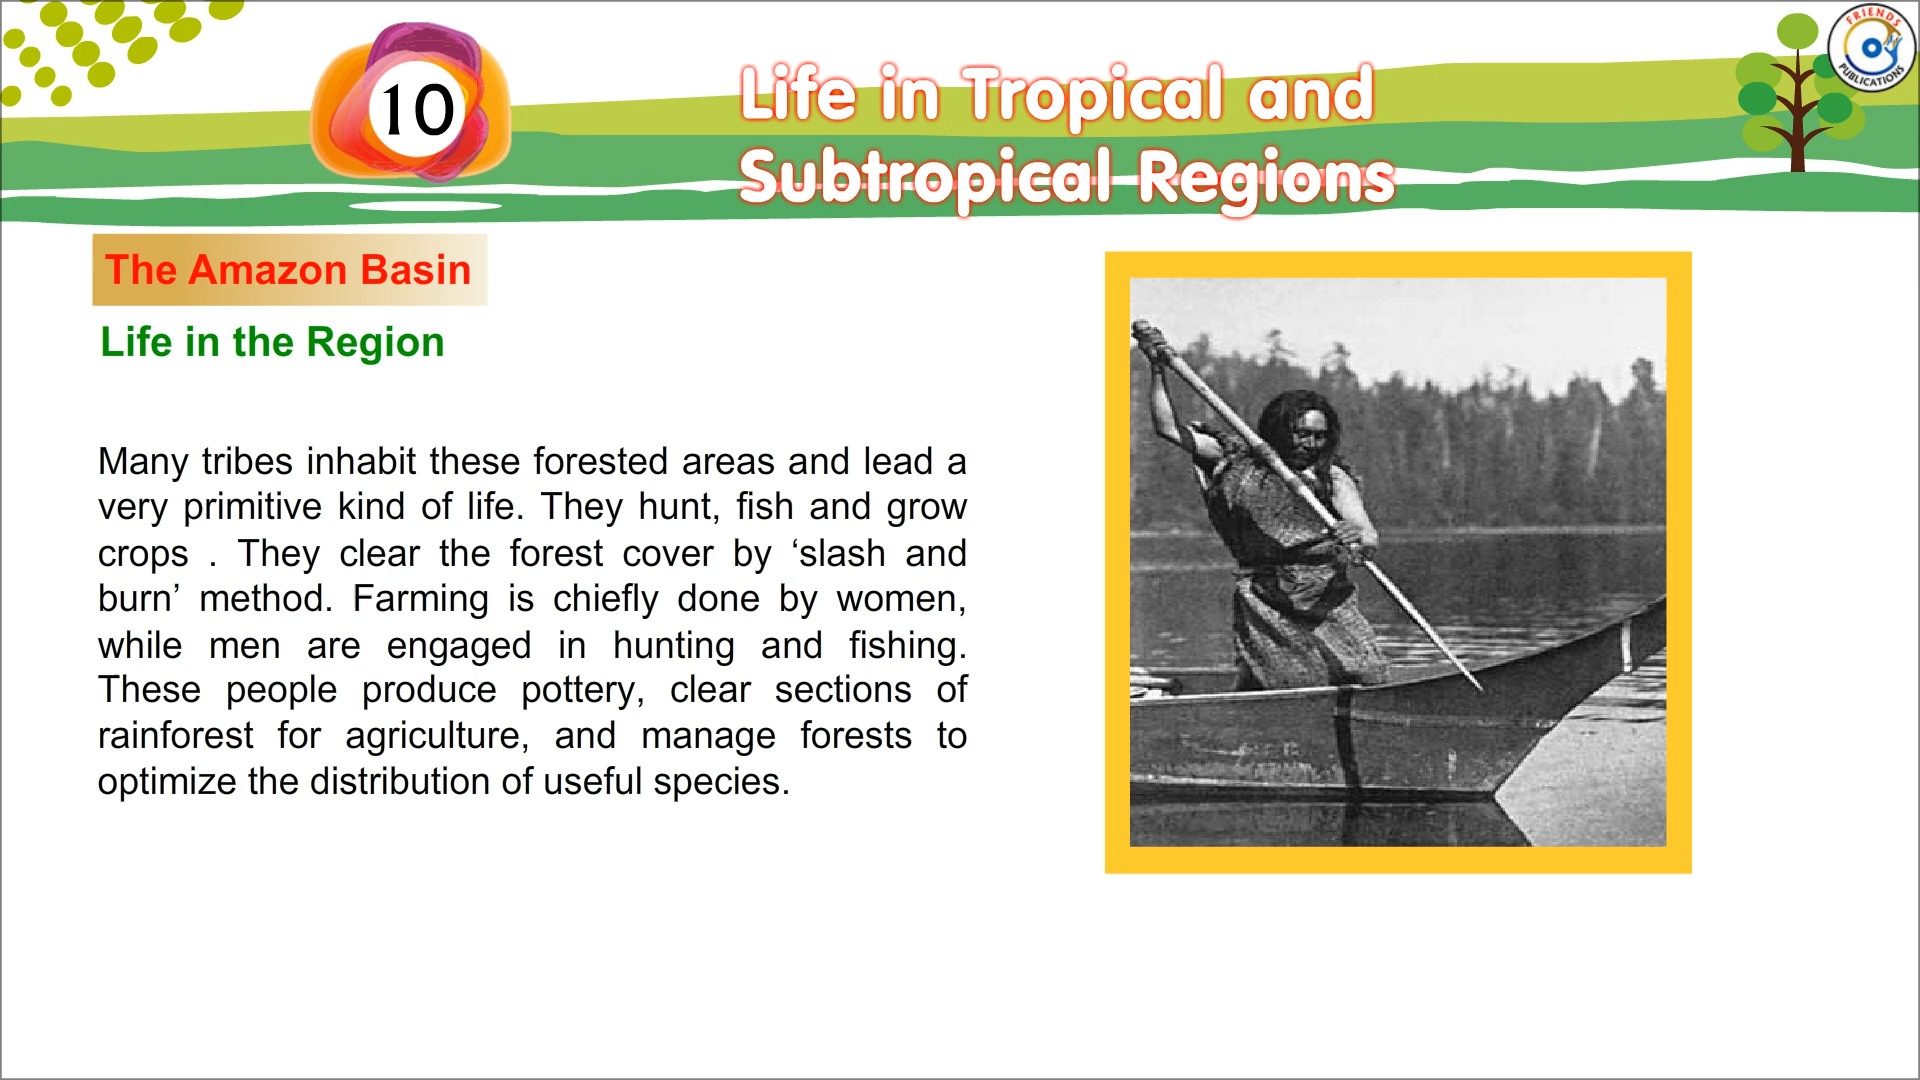 10
Life in Tropical and
Subtropical Regions
FRIENDS
PUBLICATIONS
The Amazon Basin
Life in the Region
Many tribes inhabit these forested areas and lead a
very primitive kind of life. They hunt, fish and grow
crops . They clear the forest cover by ‘slash and
burn’ method. Farming is chiefly done by women,
while men are engaged in hunting and fishing.
These people produce pottery, clear sections of
rainforest for agriculture, and manage forests to
optimize the distribution of useful species.